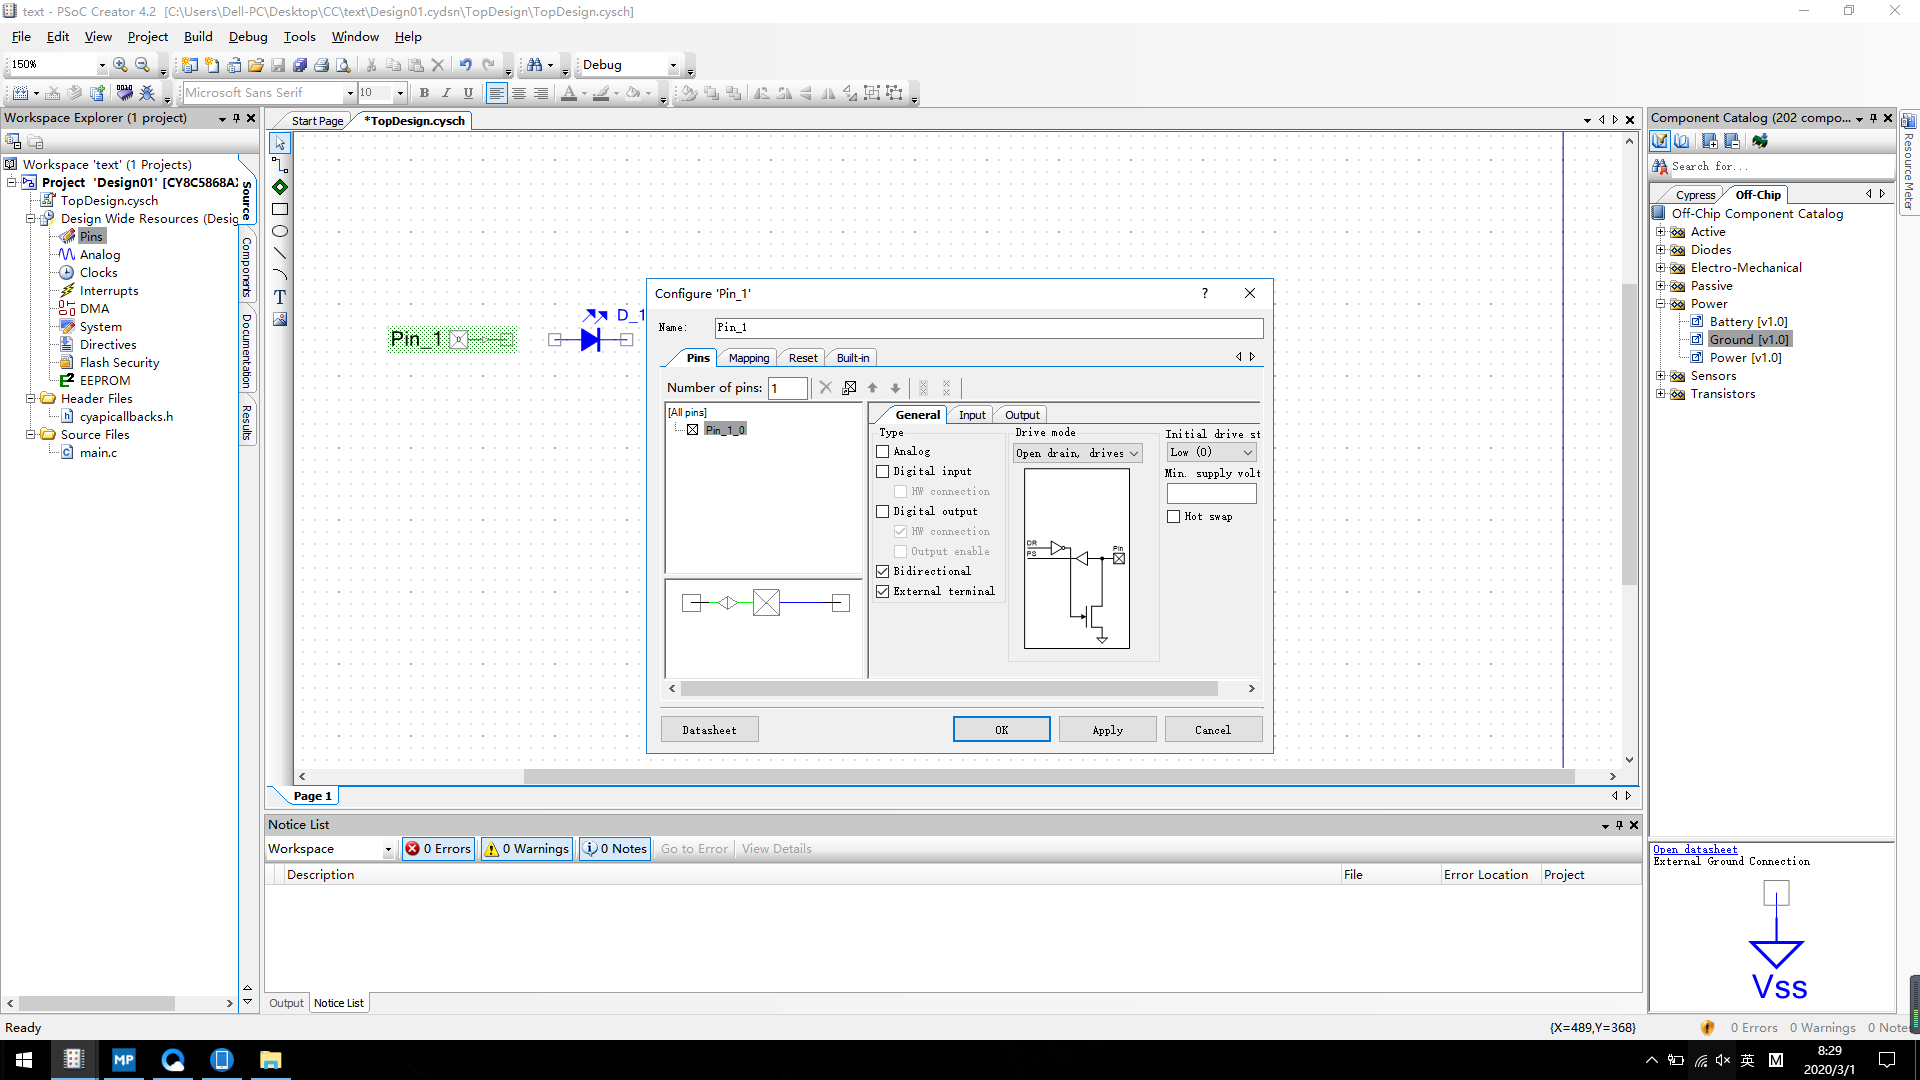 text - PSoC Creator 4.2 [C:\Users\Dell-PC\Desktop\CC\text\Design01.cydsn\TopDesign\TopDesign.cysch]
File Edit View Project Build Debug Tools Window Help
150%
Debug
Microsoft Sans Serif 10 B I U
Workspace Explorer (1 project)
Workspace 'text' (1 Projects)
Project 'Design01' [CY8C5868A
TopDesign.cysch
Design Wide Resources (Desig
Pins
Analog
Clocks
Interrupts
DMA
System
Directives
Flash Security
EEPROM
Header Files
cyapicallbacks.h
Source Files
main.c
Source
Components
Documentation
Results
Start Page *TopDesign.cysch
Pin_1
D_1
Page 1
Configure 'Pin_1'
Name: Pin_1
Pins Mapping Reset Built-in
Number of pins: 1
[All pins]
Pin_1_0
General Input Output
Type
Analog
Digital input
HW connection
Digital output
HW connection
Output enable
Bidirectional
External terminal
Drive mode
Open drain, drives
DR
PS
Pin
Initial drive st
Low (0)
Min. supply volt
Hot swap
Datasheet OK Apply Cancel
Component Catalog (202 compo...
Search for...
Cypress Off-Chip
Off-Chip Component Catalog
Active
Diodes
Electro-Mechanical
Passive
Power
Battery [v1.0]
Ground [v1.0]
Power [v1.0]
Sensors
Transistors
Resource Meter
Open datasheet
External Ground Connection
Vss
Notice List
Workspace 0 Errors 0 Warnings 0 Notes Go to Error View Details
Description File Error Location Project
Output Notice List
Ready {X=489,Y=368} 0 Errors 0 Warnings 0 Note
MP
英 M 8:29
2020/3/1